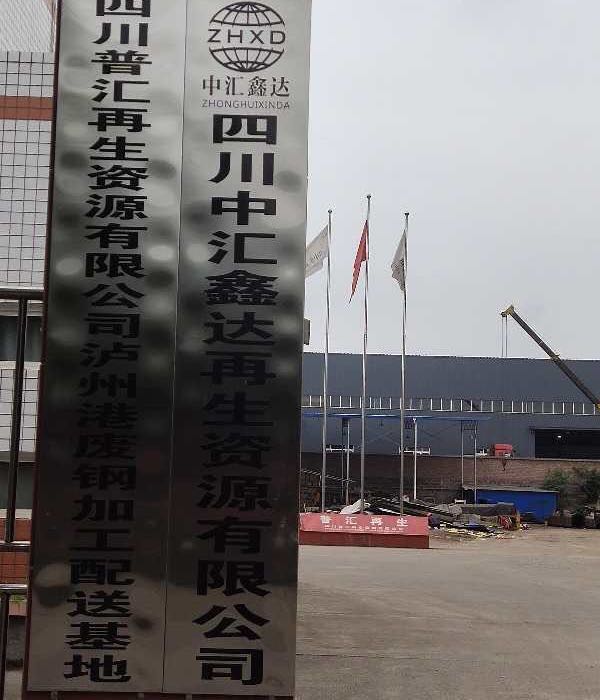 四川普汇再生资源有限公司泸州港废钢加工配送基地
ZHXD
中汇鑫达
ZHONGHUIXINDA
四川中汇鑫达再生资源有限公司
普汇再生